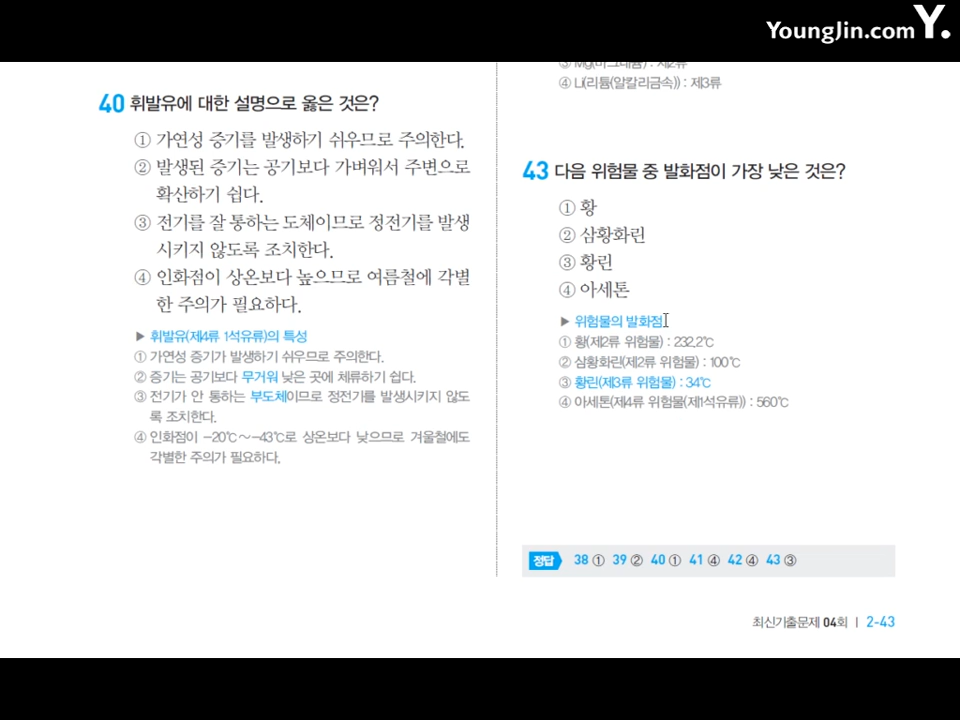 YoungJin.com Y.
40 휘발유에 대한 설명으로 옳은 것은?
① 가연성 증기를 발생하기 쉬우므로 주의한다.
② 발생된 증기는 공기보다 가벼워서 주변으로
확산하기 쉽다.
③ 전기를 잘 통하는 도체이므로 정전기를 발생
시키지 않도록 조치한다.
④ 인화점이 상온보다 높으므로 여름철에 각별
한 주의가 필요하다.
▶ 휘발유(제4류 1석유류)의 특성
① 가연성 증기가 발생하기 쉬우므로 주의한다.
② 증기는 공기보다 무거워 낮은 곳에 체류하기 쉽다.
③ 전기가 안 통하는 부도체이므로 정전기를 발생시키지 않도
록 조치한다.
④ 인화점이 -20℃~-43℃로 상온보다 낮으므로 겨울철에도
각별한 주의가 필요하다.
③ Mg(마그네슘) : 제2류
④ Li(리튬(알칼리금속)) : 제3류
43 다음 위험물 중 발화점이 가장 낮은 것은?
① 황
② 삼황화린
③ 황린
④ 아세톤
▶ 위험물의 발화점
① 황(제2류 위험물) : 232.2℃
② 삼황화린(제2류 위험물) : 100℃
③ 황린(제3류 위험물) : 34℃
④ 아세톤(제4류 위험물(제1석유류)) : 560℃
정답 38 ① 39 ② 40 ① 41 ④ 42 ④ 43 ③
최신기출문제 04회 | 2-43